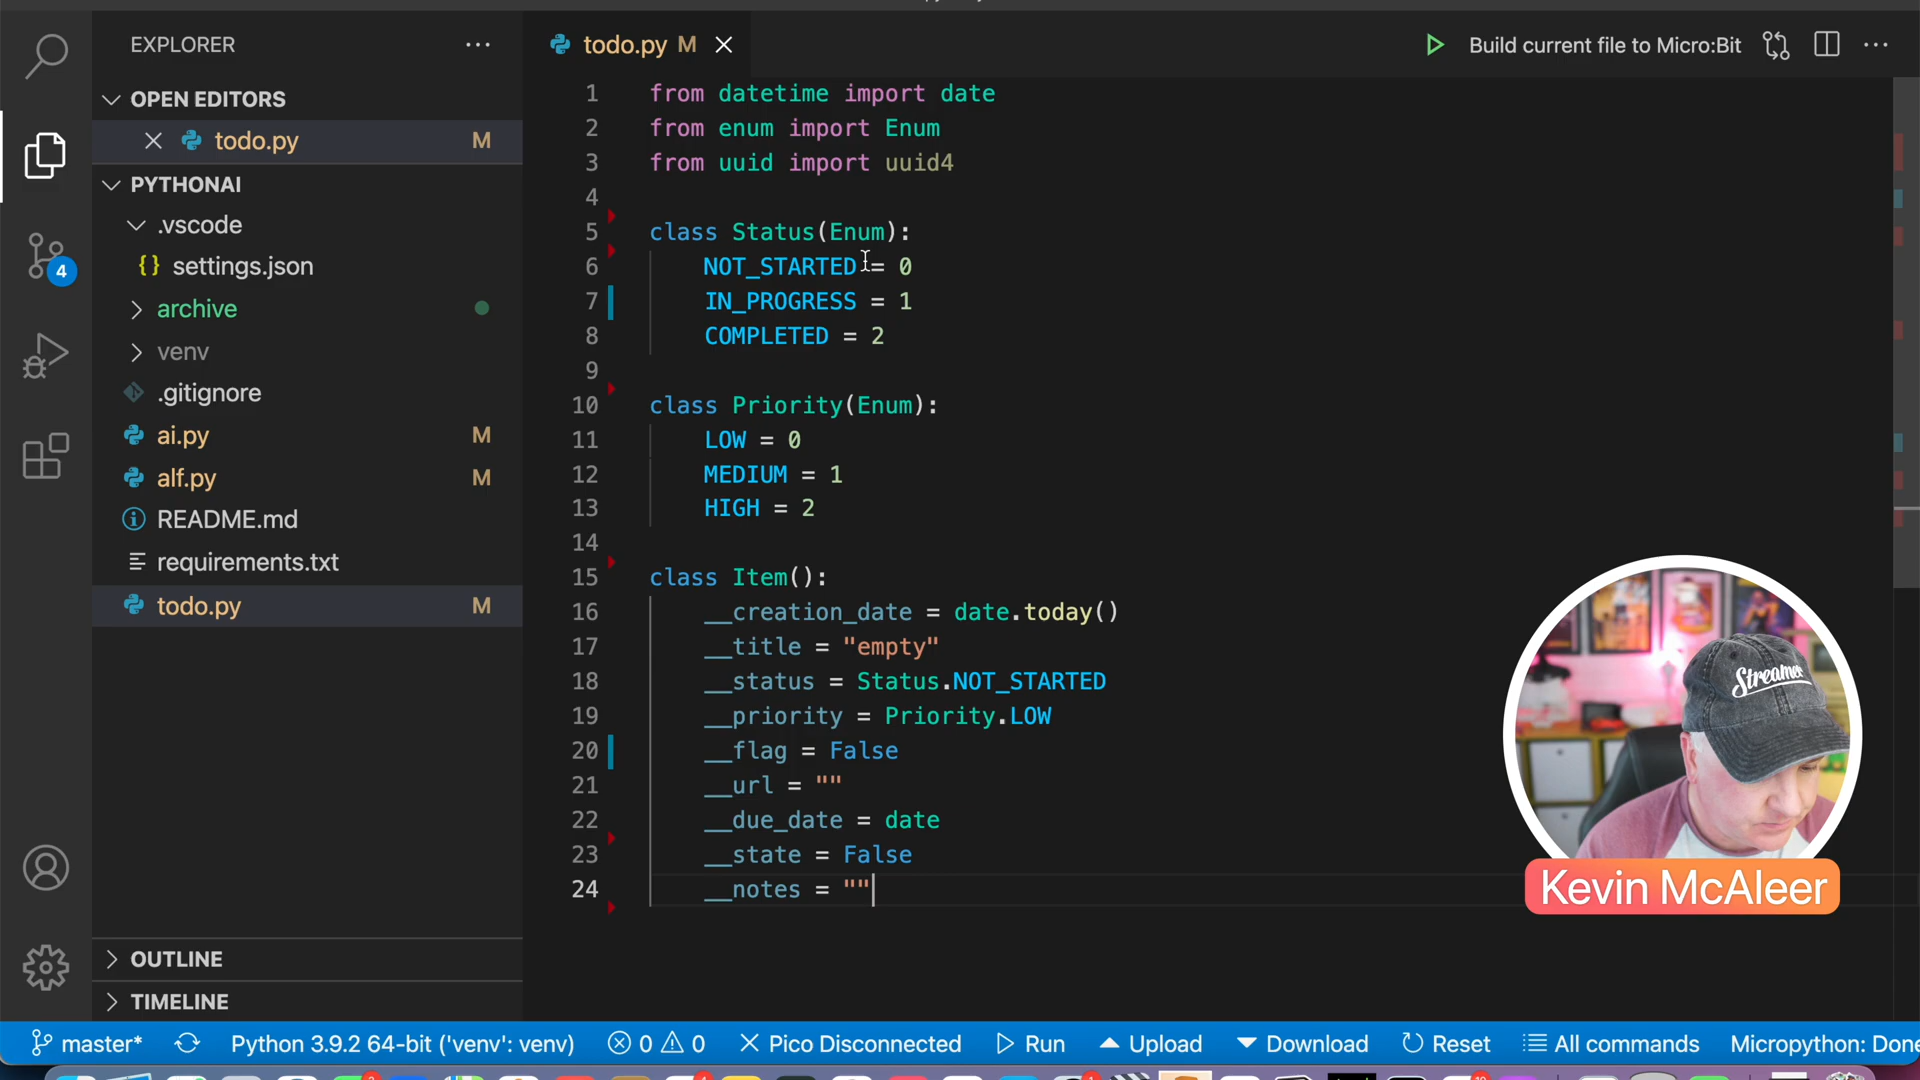 EXPLORER
OPEN EDITORS
todo.py M
PYTHONAI
.vscode
{} settings.json
archive
venv
.gitignore
ai.py M
alf.py M
README.md
requirements.txt
todo.py M
OUTLINE
TIMELINE
4
todo.py M
Build current file to Micro:Bit
1 from datetime import date
2 from enum import Enum
3 from uuid import uuid4
4
5 class Status(Enum):
6 NOT_STARTED = 0
7 IN_PROGRESS = 1
8 COMPLETED = 2
9
10 class Priority(Enum):
11 LOW = 0
12 MEDIUM = 1
13 HIGH = 2
14
15 class Item():
16 __creation_date = date.today()
17 __title = "empty"
18 __status = Status.NOT_STARTED
19 __priority = Priority.LOW
20 __flag = False
21 __url = ""
22 __due_date = date
23 __state = False
24 __notes = ""
Kevin McAleer
master* Python 3.9.2 64-bit ('venv': venv) 0 0 Pico Disconnected Run Upload Download Reset All commands Micropython: Done